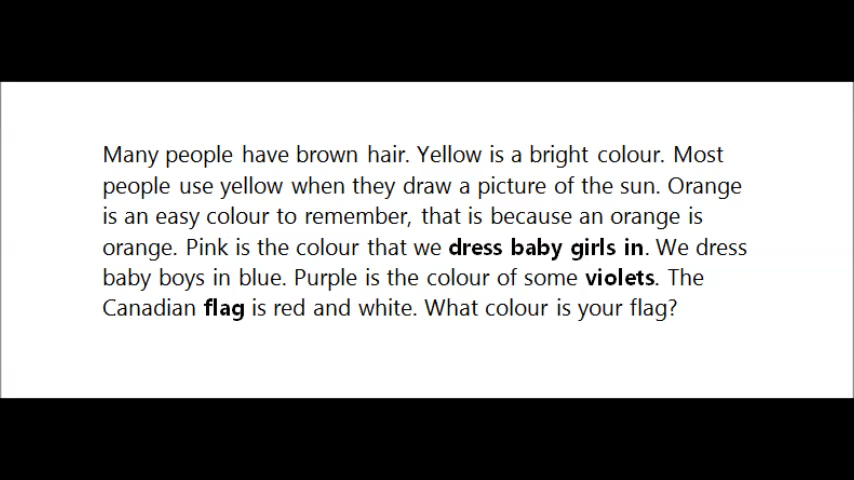 Many people have brown hair. Yellow is a bright colour. Most
people use yellow when they draw a picture of the sun. Orange
is an easy colour to remember, that is because an orange is
orange. Pink is the colour that we dress baby girls in. We dress
baby boys in blue. Purple is the colour of some violets. The
Canadian flag is red and white. What colour is your flag?